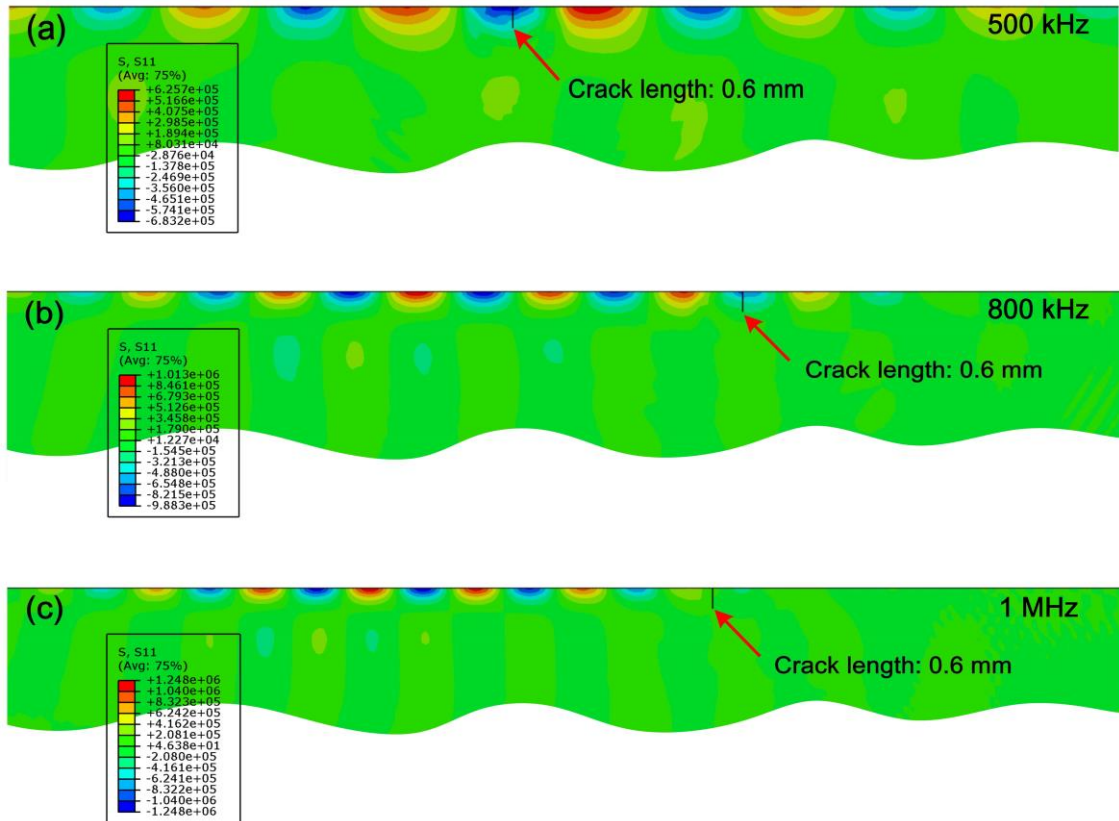 (a)
500 kHz
S, S11
(Avg: 75%)
+6.257e+05
+5.166e+05
+4.075e+05
+2.985e+05
+1.894e+05
+8.031e+04
-2.876e+04
-1.378e+05
-2.469e+05
-3.560e+05
-4.651e+05
-5.741e+05
-6.832e+05
Crack length: 0.6 mm
(b)
800 kHz
S, S11
(Avg: 75%)
+1.013e+06
+8.461e+05
+6.793e+05
+5.126e+05
+3.458e+05
+1.790e+05
+1.227e+04
-1.545e+05
-3.213e+05
-4.880e+05
-6.548e+05
-8.215e+05
-9.883e+05
Crack length: 0.6 mm
(c)
1 MHz
S, S11
(Avg: 75%)
+1.248e+06
+1.040e+06
+8.323e+05
+6.242e+05
+4.162e+05
+2.081e+05
+4.638e+01
-2.080e+05
-4.161e+05
-6.241e+05
-8.322e+05
-1.040e+06
-1.248e+06
Crack length: 0.6 mm